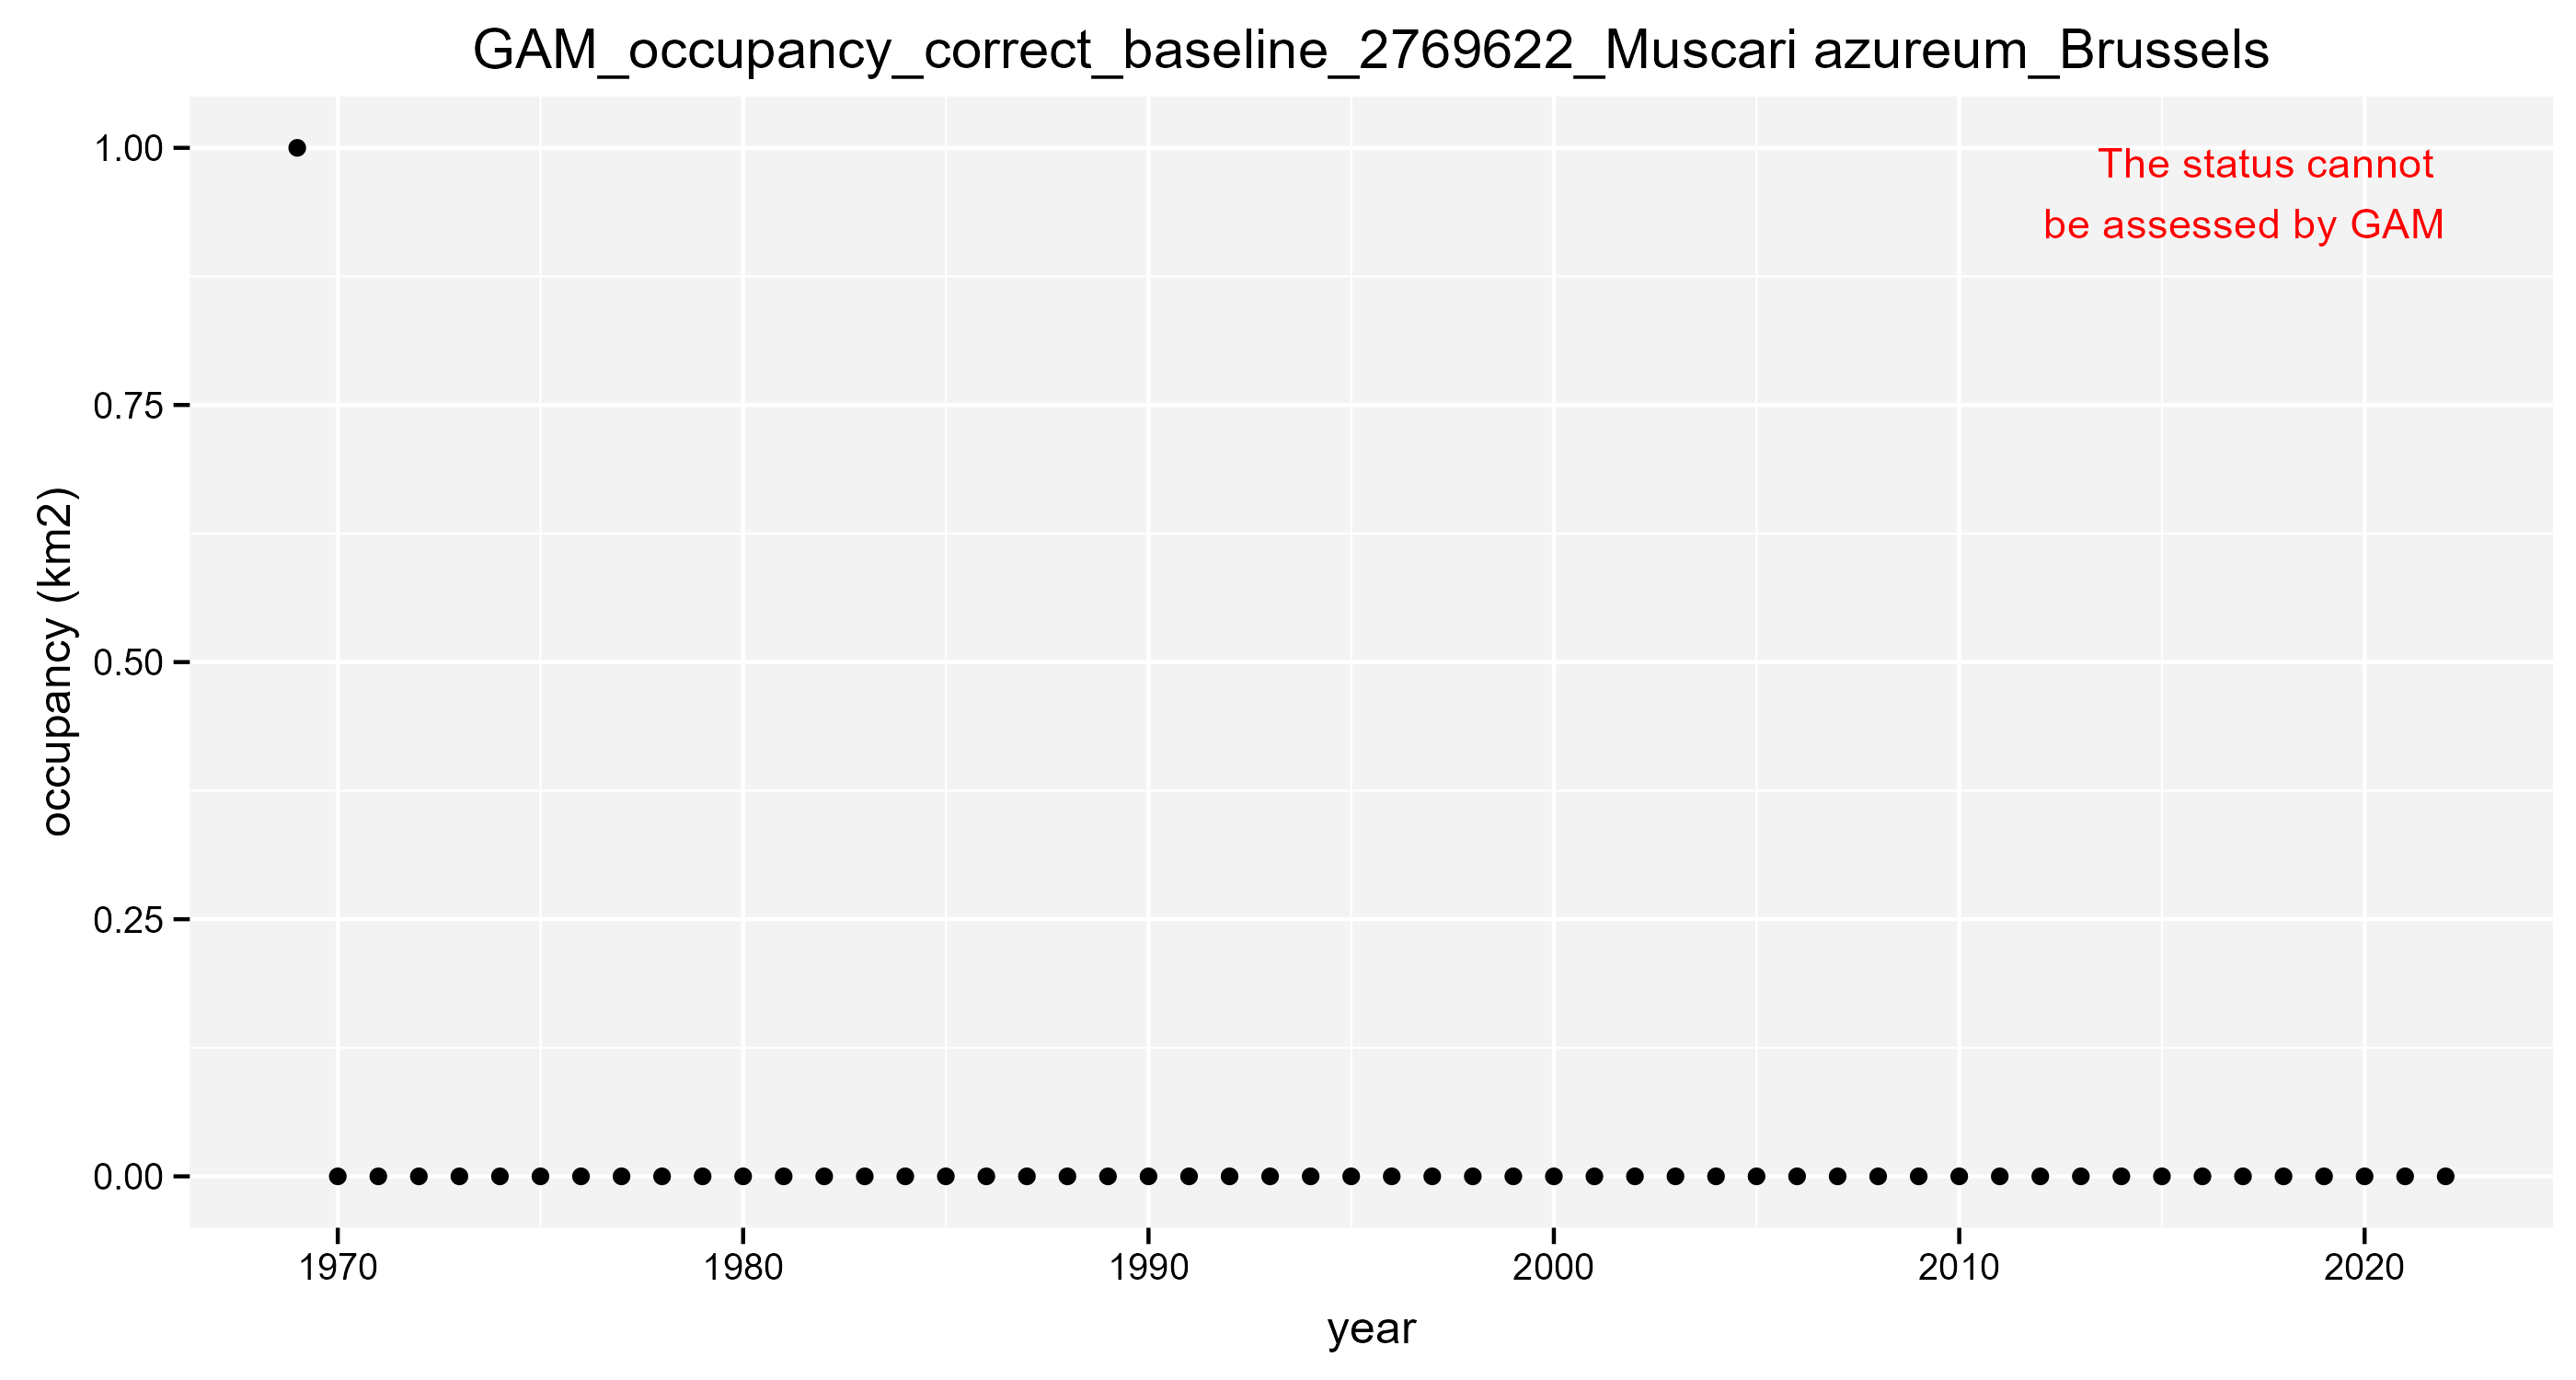 GAM_occupancy_correct_baseline_2769622_Muscari azureum_Brussels
The status cannot
be assessed by GAM
occupancy (km2)
1.00
0.75
0.50
0.25
0.00
1970 1980 1990 2000 2010 2020
year